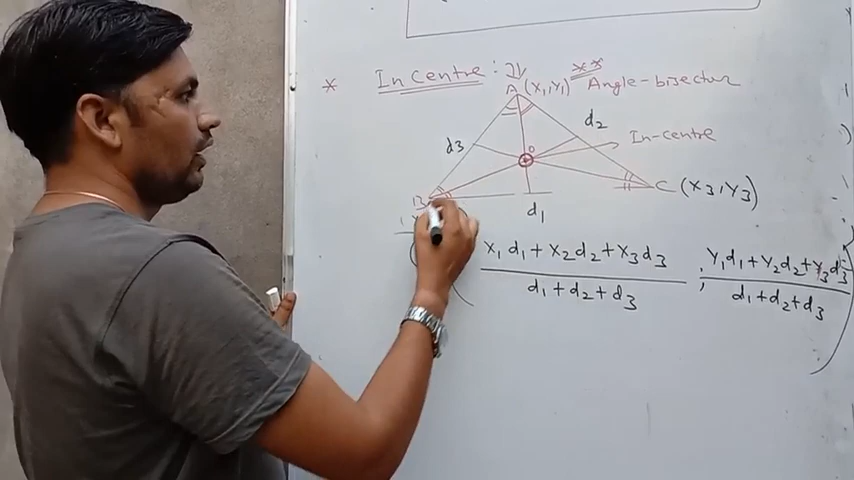 * In Centre : ** Angle-bisector
A (x₁,y₁)
d₃
d₂
O
In-Centre
B
C (x₃,y₃)
d₁
x₁d₁+x₂d₂+x₃d₃ / d₁+d₂+d₃ ; y₁d₁+y₂d₂+y₃d₃ / d₁+d₂+d₃